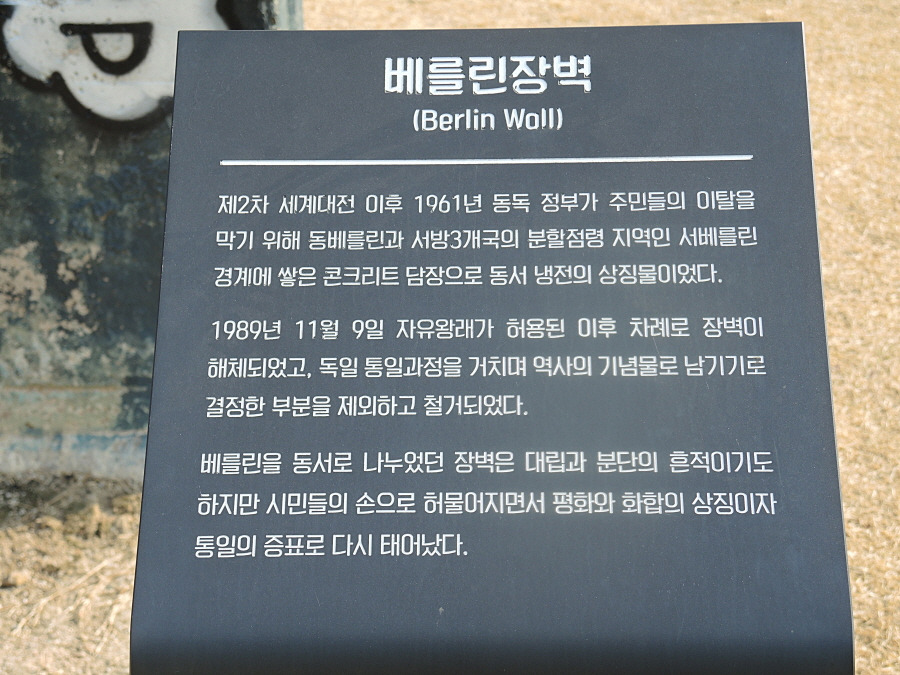 P
베를린장벽
(Berlin Wall)
제2차 세계대전 이후 1961년 동독 정부가 주민들의 이탈을
막기 위해 동베를린과 서방3개국의 분할점령 지역인 서베를린
경계에 쌓은 콘크리트 담장으로 동서 냉전의 상징물이었다.
1989년 11월 9일 자유왕래가 허용된 이후 차례로 장벽이
해체되었고, 독일 통일과정을 거치며 역사의 기념물로 남기기로
결정한 부분을 제외하고 철거되었다.
베를린을 동서로 나누었던 장벽은 대립과 분단의 흔적이기도
하지만 시민들의 손으로 허물어지면서 평화와 화합의 상징이자
통일의 증표로 다시 태어났다.